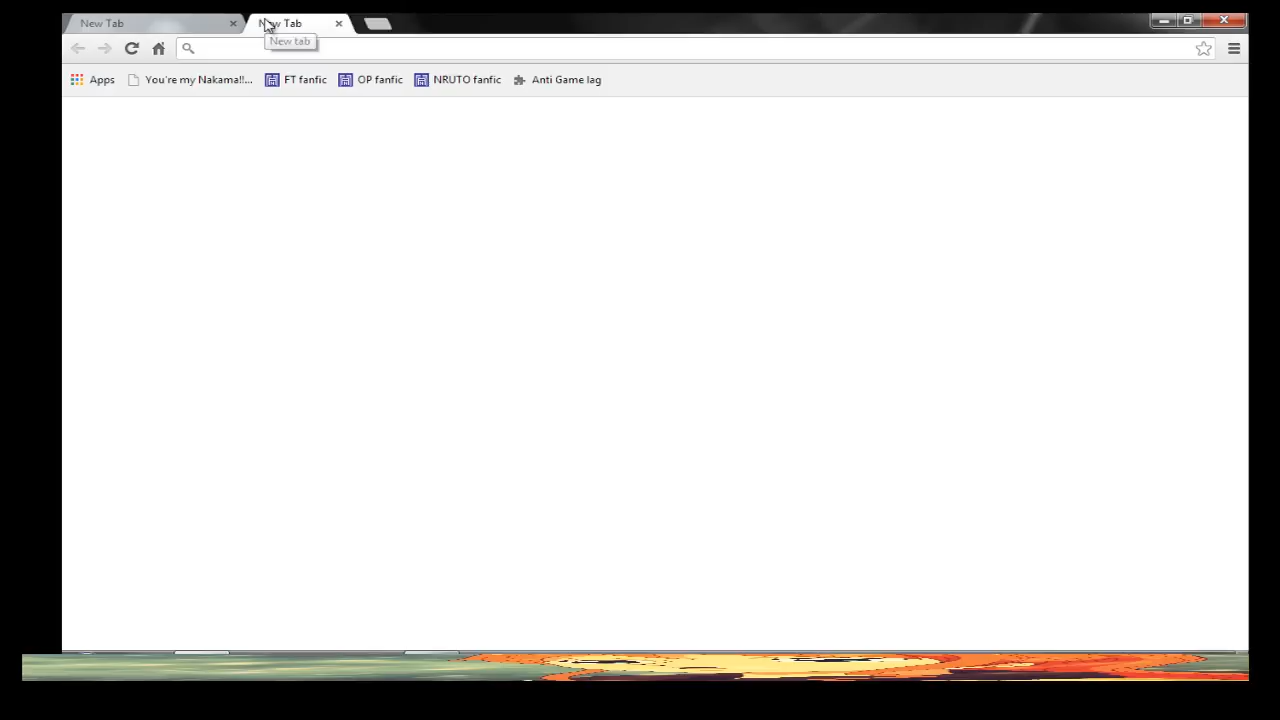 New Tab
New Tab
New tab
Apps
You're my Nakama!!...
FT fanfic
OP fanfic
NRUTO fanfic
Anti Game lag